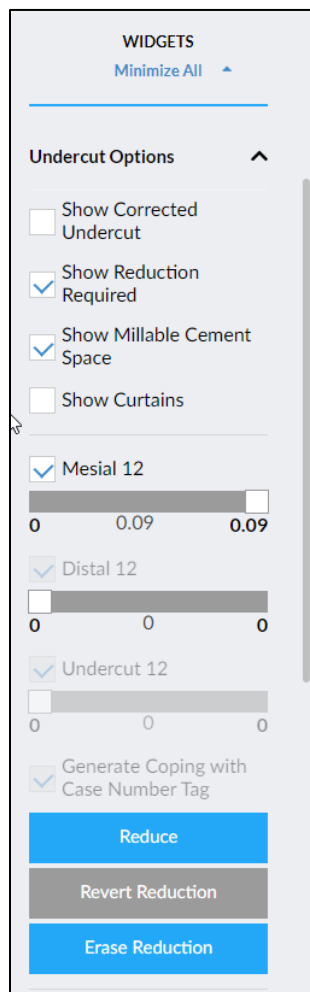 WIDGETS
Minimize All
Undercut Options
Show Corrected
Undercut
Show Reduction
Required
Show Millable Cement
Space
Show Curtains
Mesial 12
0 0.09 0.09
Distal 12
0 0 0
Undercut 12
0 0 0
Generate Coping with
Case Number Tag
Reduce
Revert Reduction
Erase Reduction